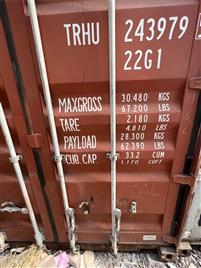 TRHU 243979
22G1
MAXGROSS 30.480 KGS
67.200 LBS
TARE 2.180 KGS
4.810 LBS
PAYLOAD 28.300 KGS
62.390 LBS
CUB.CAP. 33.2 CUM
1.170 CUFT